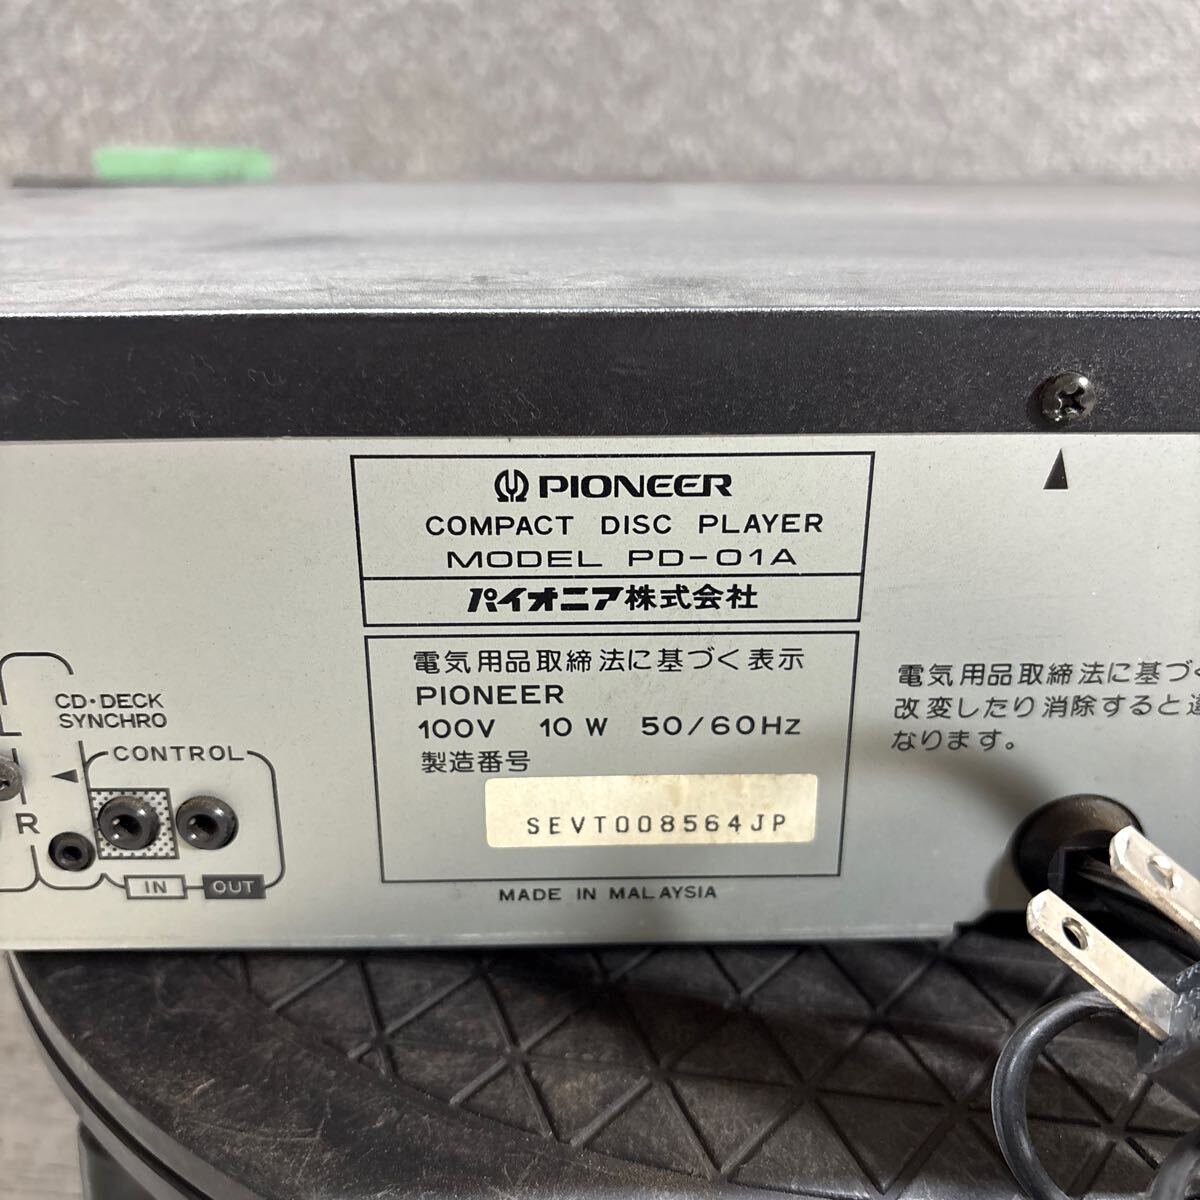 PIONEER
COMPACT DISC PLAYER
MODEL PD-01A
パイオニア株式会社
電気用品取締法に基づく表示
PIONEER
100V 10W 50/60Hz
製造番号
SEVT008564JP
MADE IN MALAYSIA
CD・DECK
SYNCHRO
CONTROL
R
IN
OUT
電気用品取締法に基づく
改変したり消除すると違
なります。